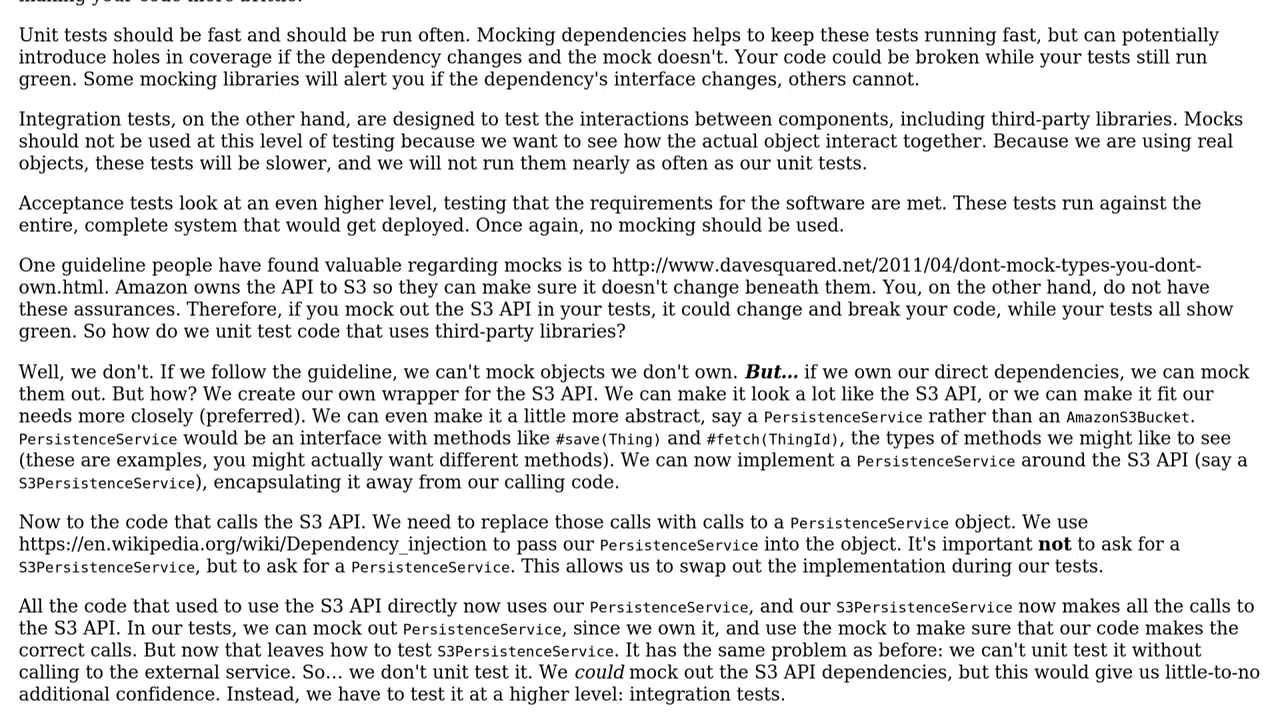 making your code more brittle.
Unit tests should be fast and should be run often. Mocking dependencies helps to keep these tests running fast, but can potentially
introduce holes in coverage if the dependency changes and the mock doesn't. Your code could be broken while your tests still run
green. Some mocking libraries will alert you if the dependency's interface changes, others cannot.
Integration tests, on the other hand, are designed to test the interactions between components, including third-party libraries. Mocks
should not be used at this level of testing because we want to see how the actual object interact together. Because we are using real
objects, these tests will be slower, and we will not run them nearly as often as our unit tests.
Acceptance tests look at an even higher level, testing that the requirements for the software are met. These tests run against the
entire, complete system that would get deployed. Once again, no mocking should be used.
One guideline people have found valuable regarding mocks is to http://www.davesquared.net/2011/04/dont-mock-types-you-dont-
own.html. Amazon owns the API to S3 so they can make sure it doesn't change beneath them. You, on the other hand, do not have
these assurances. Therefore, if you mock out the S3 API in your tests, it could change and break your code, while your tests all show
green. So how do we unit test code that uses third-party libraries?
Well, we don't. If we follow the guideline, we can't mock objects we don't own. But... if we own our direct dependencies, we can mock
them out. But how? We create our own wrapper for the S3 API. We can make it look a lot like the S3 API, or we can make it fit our
needs more closely (preferred). We can even make it a little more abstract, say a PersistenceService rather than an AmazonS3Bucket.
PersistenceService would be an interface with methods like #save(Thing) and #fetch(ThingId), the types of methods we might like to see
(these are examples, you might actually want different methods). We can now implement a PersistenceService around the S3 API (say a
S3PersistenceService), encapsulating it away from our calling code.
Now to the code that calls the S3 API. We need to replace those calls with calls to a PersistenceService object. We use
https://en.wikipedia.org/wiki/Dependency_injection to pass our PersistenceService into the object. It's important not to ask for a
S3PersistenceService, but to ask for a PersistenceService. This allows us to swap out the implementation during our tests.
All the code that used to use the S3 API directly now uses our PersistenceService, and our S3PersistenceService now makes all the calls to
the S3 API. In our tests, we can mock out PersistenceService, since we own it, and use the mock to make sure that our code makes the
correct calls. But now that leaves how to test S3PersistenceService. It has the same problem as before: we can't unit test it without
calling to the external service. So... we don't unit test it. We could mock out the S3 API dependencies, but this would give us little-to-no
additional confidence. Instead, we have to test it at a higher level: integration tests.